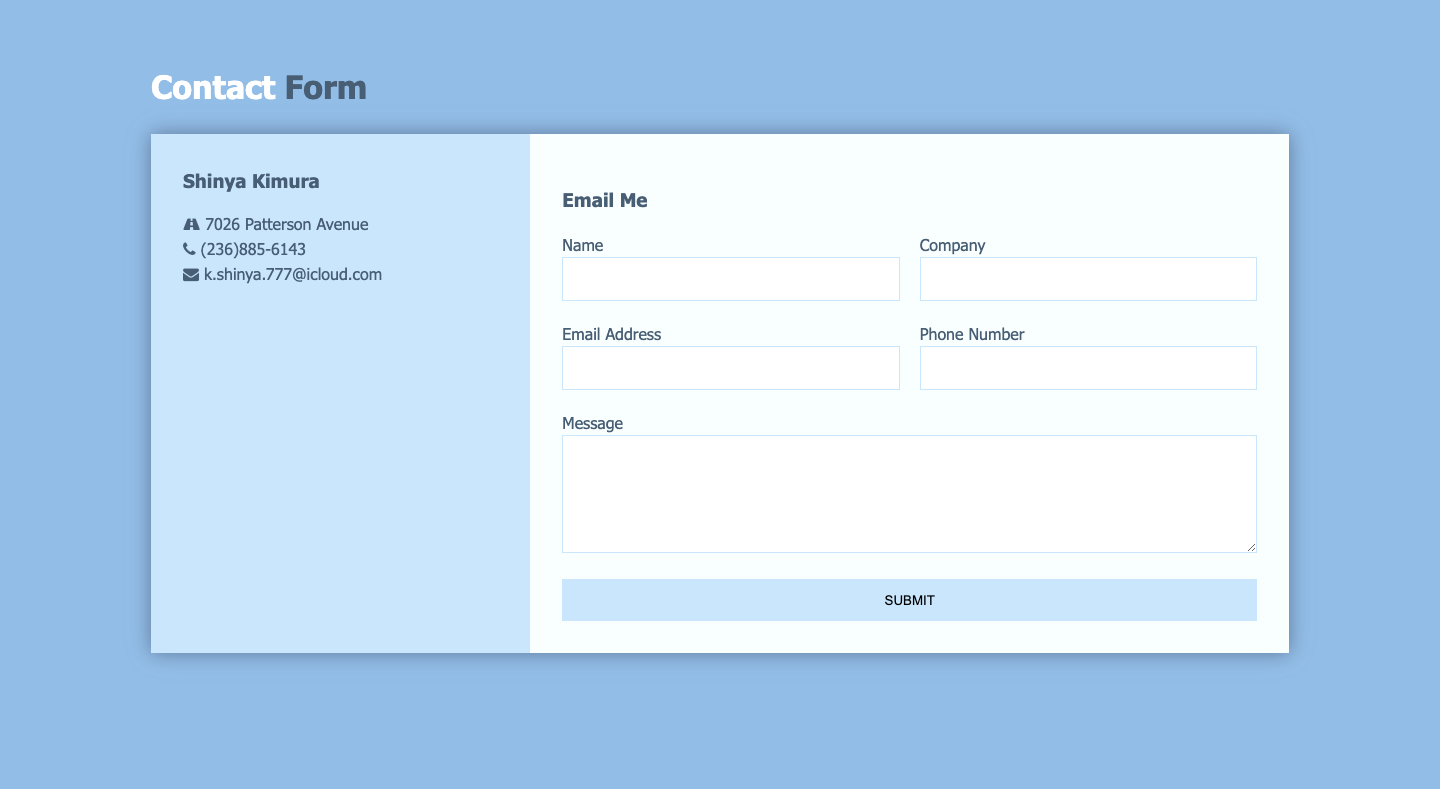 Contact Form
Shinya Kimura
7026 Patterson Avenue
(236)885-6143
k.shinya.777@icloud.com
Email Me
Name
Company
Email Address
Phone Number
Message
SUBMIT